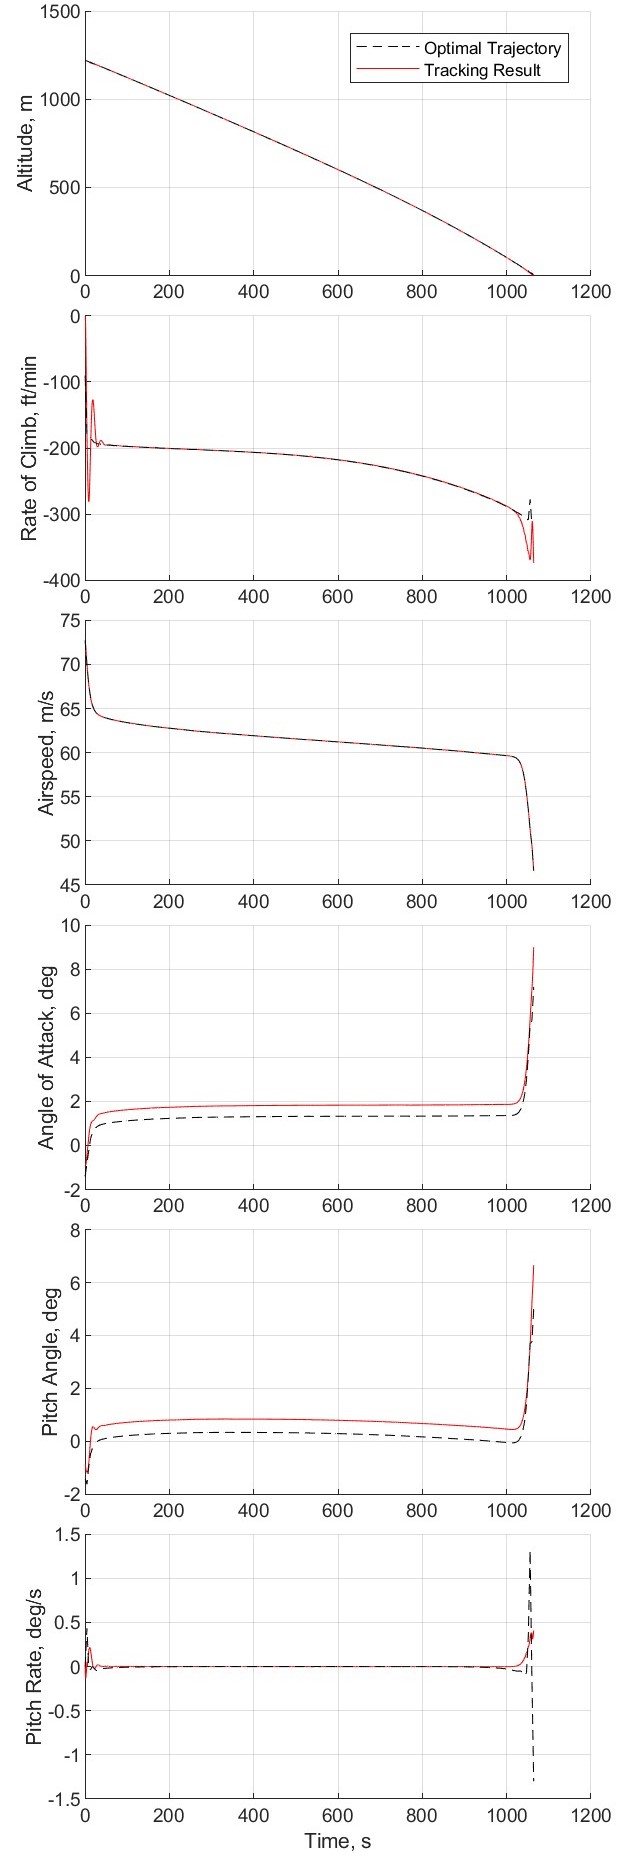 1500
1000
500
0
Altitude, m
Optimal Trajectory
Tracking Result
0 200 400 600 800 1000 1200
0
-100
-200
-300
-400
Rate of Climb, ft/min
0 200 400 600 800 1000 1200
75
70
65
60
55
50
45
Airspeed, m/s
0 200 400 600 800 1000 1200
10
8
6
4
2
0
-2
Angle of Attack, deg
0 200 400 600 800 1000 1200
8
6
4
2
0
-2
Pitch Angle, deg
0 200 400 600 800 1000 1200
1.5
1
0.5
0
-0.5
-1
-1.5
Pitch Rate, deg/s
0 200 400 600 800 1000 1200
Time, s